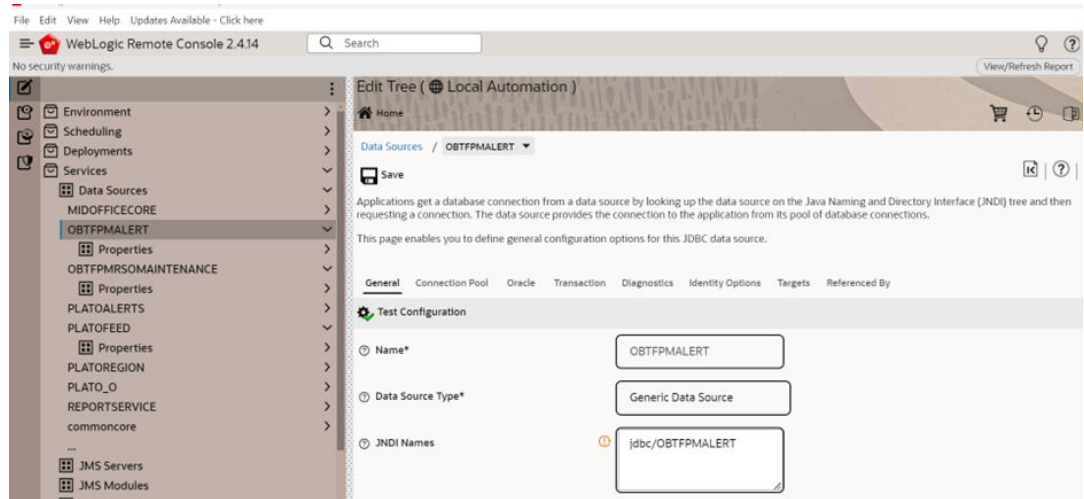 File Edit View Help Updates Available - Click here
WebLogic Remote Console 2.4.14
Search
No security warnings.
View/Refresh Report
Edit Tree ( Local Automation )
Home
Environment
Scheduling
Deployments
Services
Data Sources
MIDOFFICECORE
OBTFPMALERT
Properties
OBTFPMRSOMAINTENANCE
Properties
PLATOALERTS
PLATOFEED
Properties
PLATOREGION
PLATO_O
REPORTSERVICE
commoncore
...
JMS Servers
JMS Modules
Data Sources / OBTFPMALERT
Save
Applications get a database connection from a data source by looking up the data source on the Java Naming and Directory Interface (JNDI) tree and then
requesting a connection. The data source provides the connection to the application from its pool of database connections.
This page enables you to define general configuration options for this JDBC data source.
General Connection Pool Oracle Transaction Diagnostics Identity Options Targets Referenced By
Test Configuration
Name* OBTFPMALERT
Data Source Type* Generic Data Source
JNDI Names jdbc/OBTFPMALERT